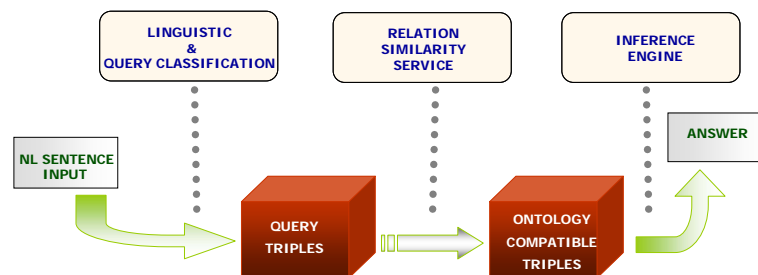 LINGUISTIC
&
QUERY CLASSIFICATION
RELATION
SIMILARITY
SERVICE
INFERENCE
ENGINE
NL SENTENCE
INPUT
ANSWER
QUERY
TRIPLES
ONTOLOGY
COMPATIBLE
TRIPLES